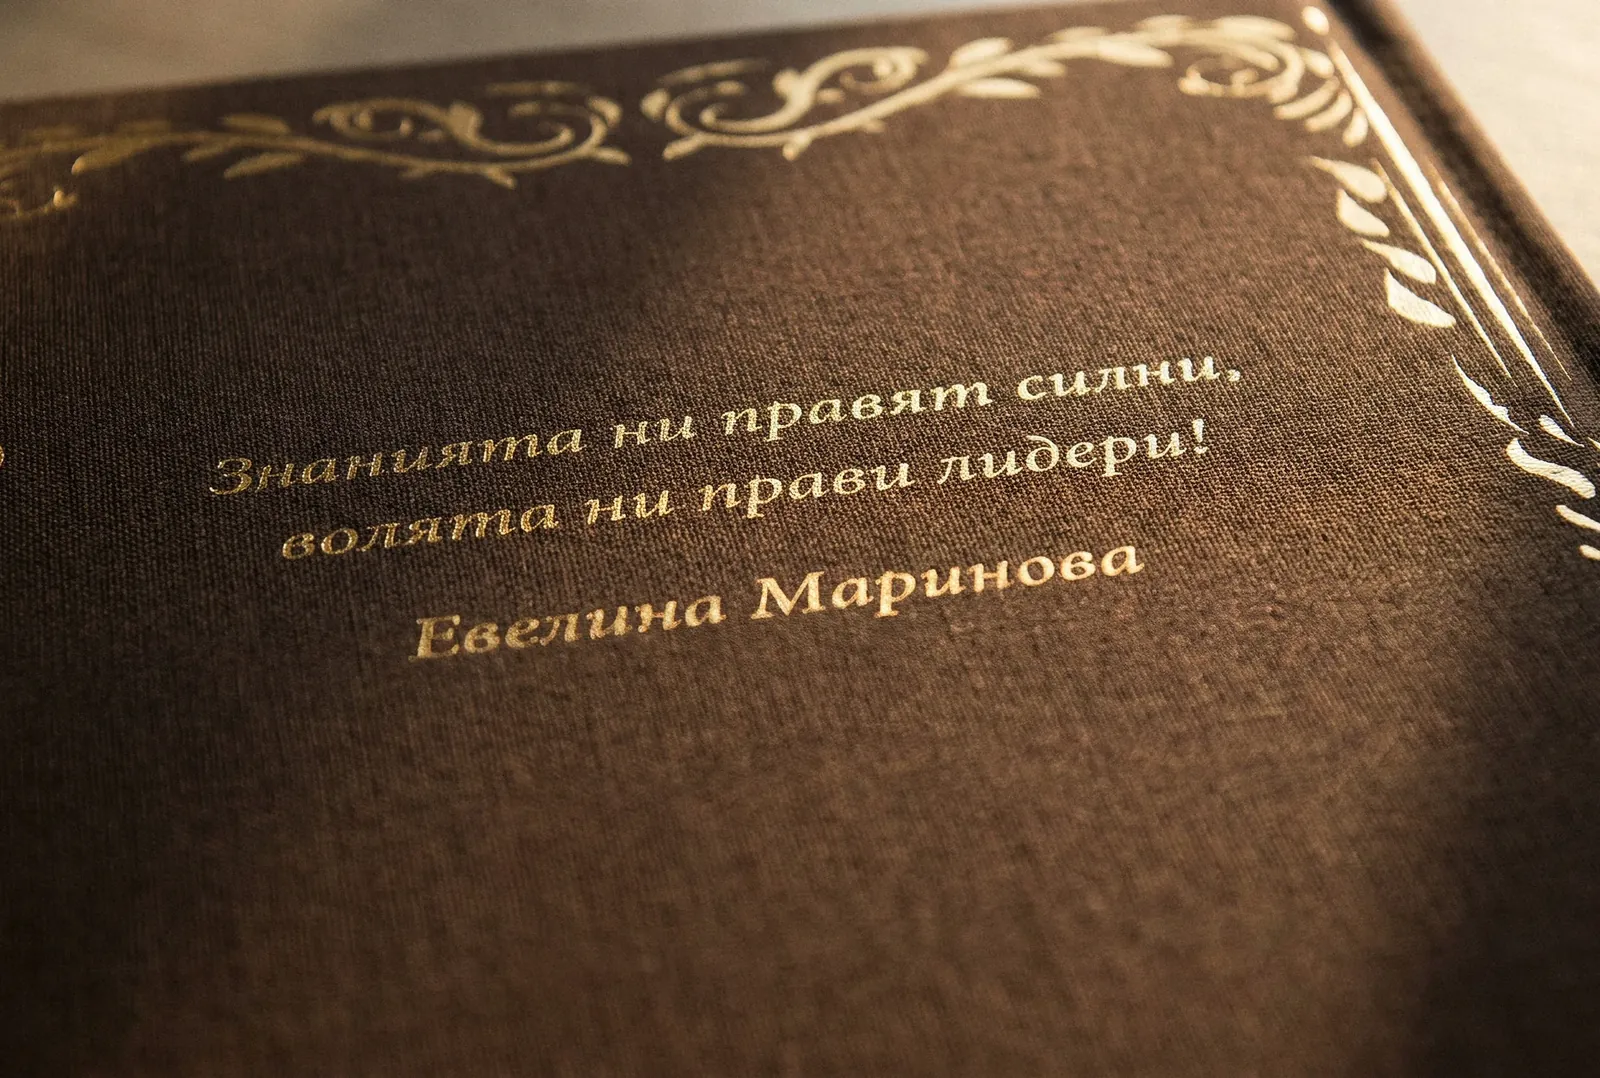 Знанията ни правят силни,
волята ни прави лидери!
Евелина Маринова